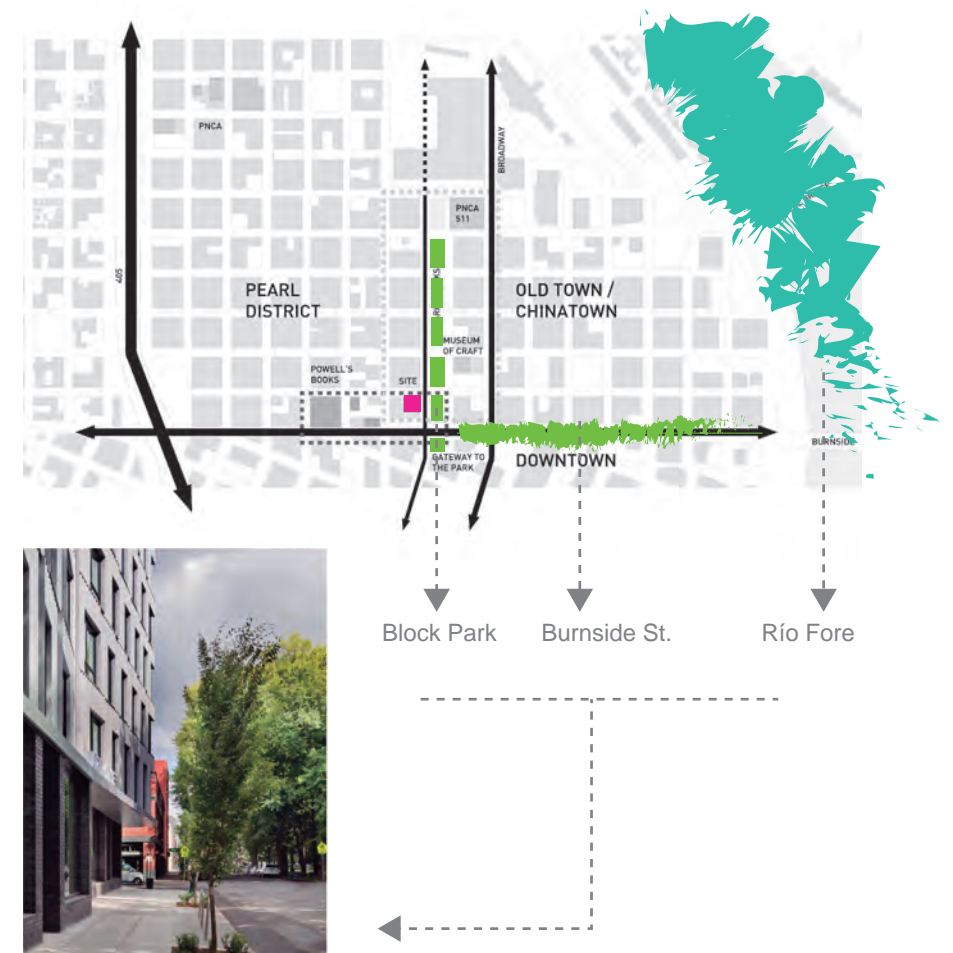 PNCA
BROADWAY
PNCA
511
405
PEARL
DISTRICT
OLD TOWN /
CHINATOWN
MUSEUM
OF CRAFT
POWELL'S
BOOKS
SITE
BURNSIDE
GATEWAY TO
THE PARK
DOWNTOWN
Block Park
Burnside St.
Río Fore